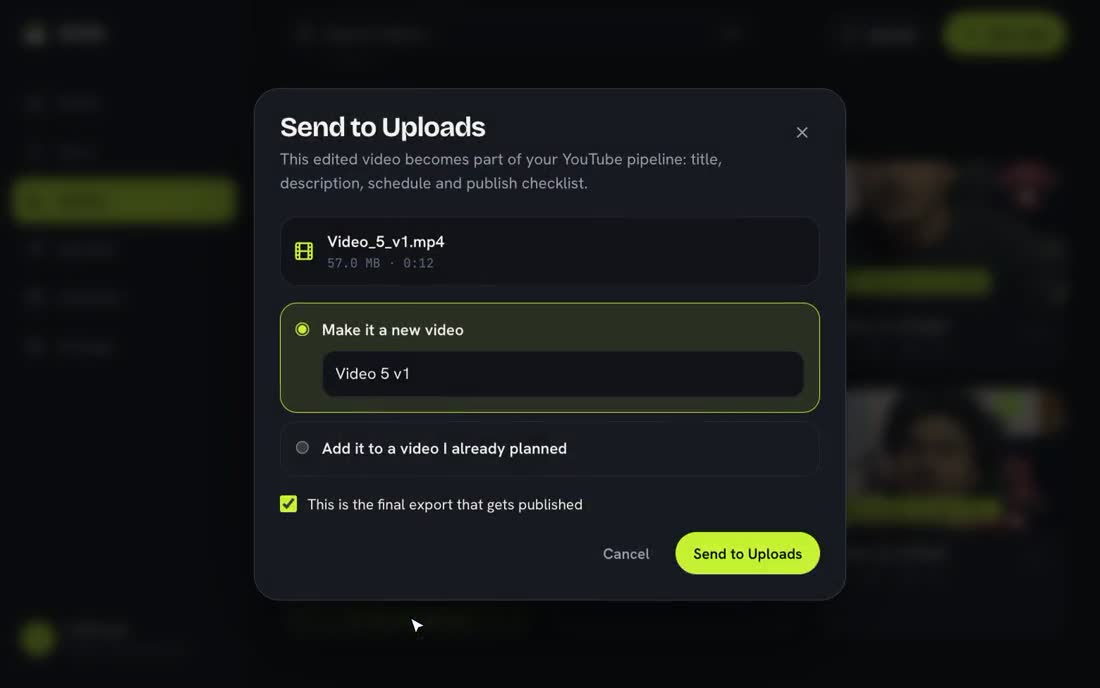 Send to Uploads
This edited video becomes part of your YouTube pipeline: title,
description, schedule and publish checklist.
Video_5_v1.mp4
57.0 MB · 0:12
Make it a new video
Video 5 v1
Add it to a video I already planned
This is the final export that gets published
Cancel
Send to Uploads